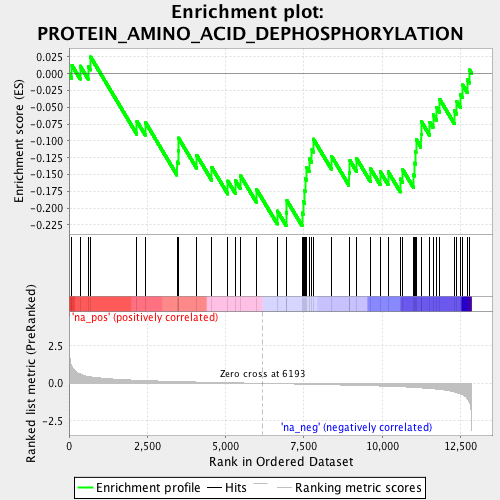 Enrichment plot:
PROTEIN_AMINO_ACID_DEPHOSPHORYLATION
Enrichment score (ES)
0.025
0.000
-0.025
-0.050
-0.075
-0.100
-0.125
-0.150
-0.175
-0.200
-0.225
'na_pos' (positively correlated)
Ranked list metric (PreRanked)
2.5
0.0
-2.5
Zero cross at 6193
'na_neg' (negatively correlated)
0
2,500
5,000
7,500
10,000
12,500
Rank in Ordered Dataset
Enrichment profile
Hits
Ranking metric scores